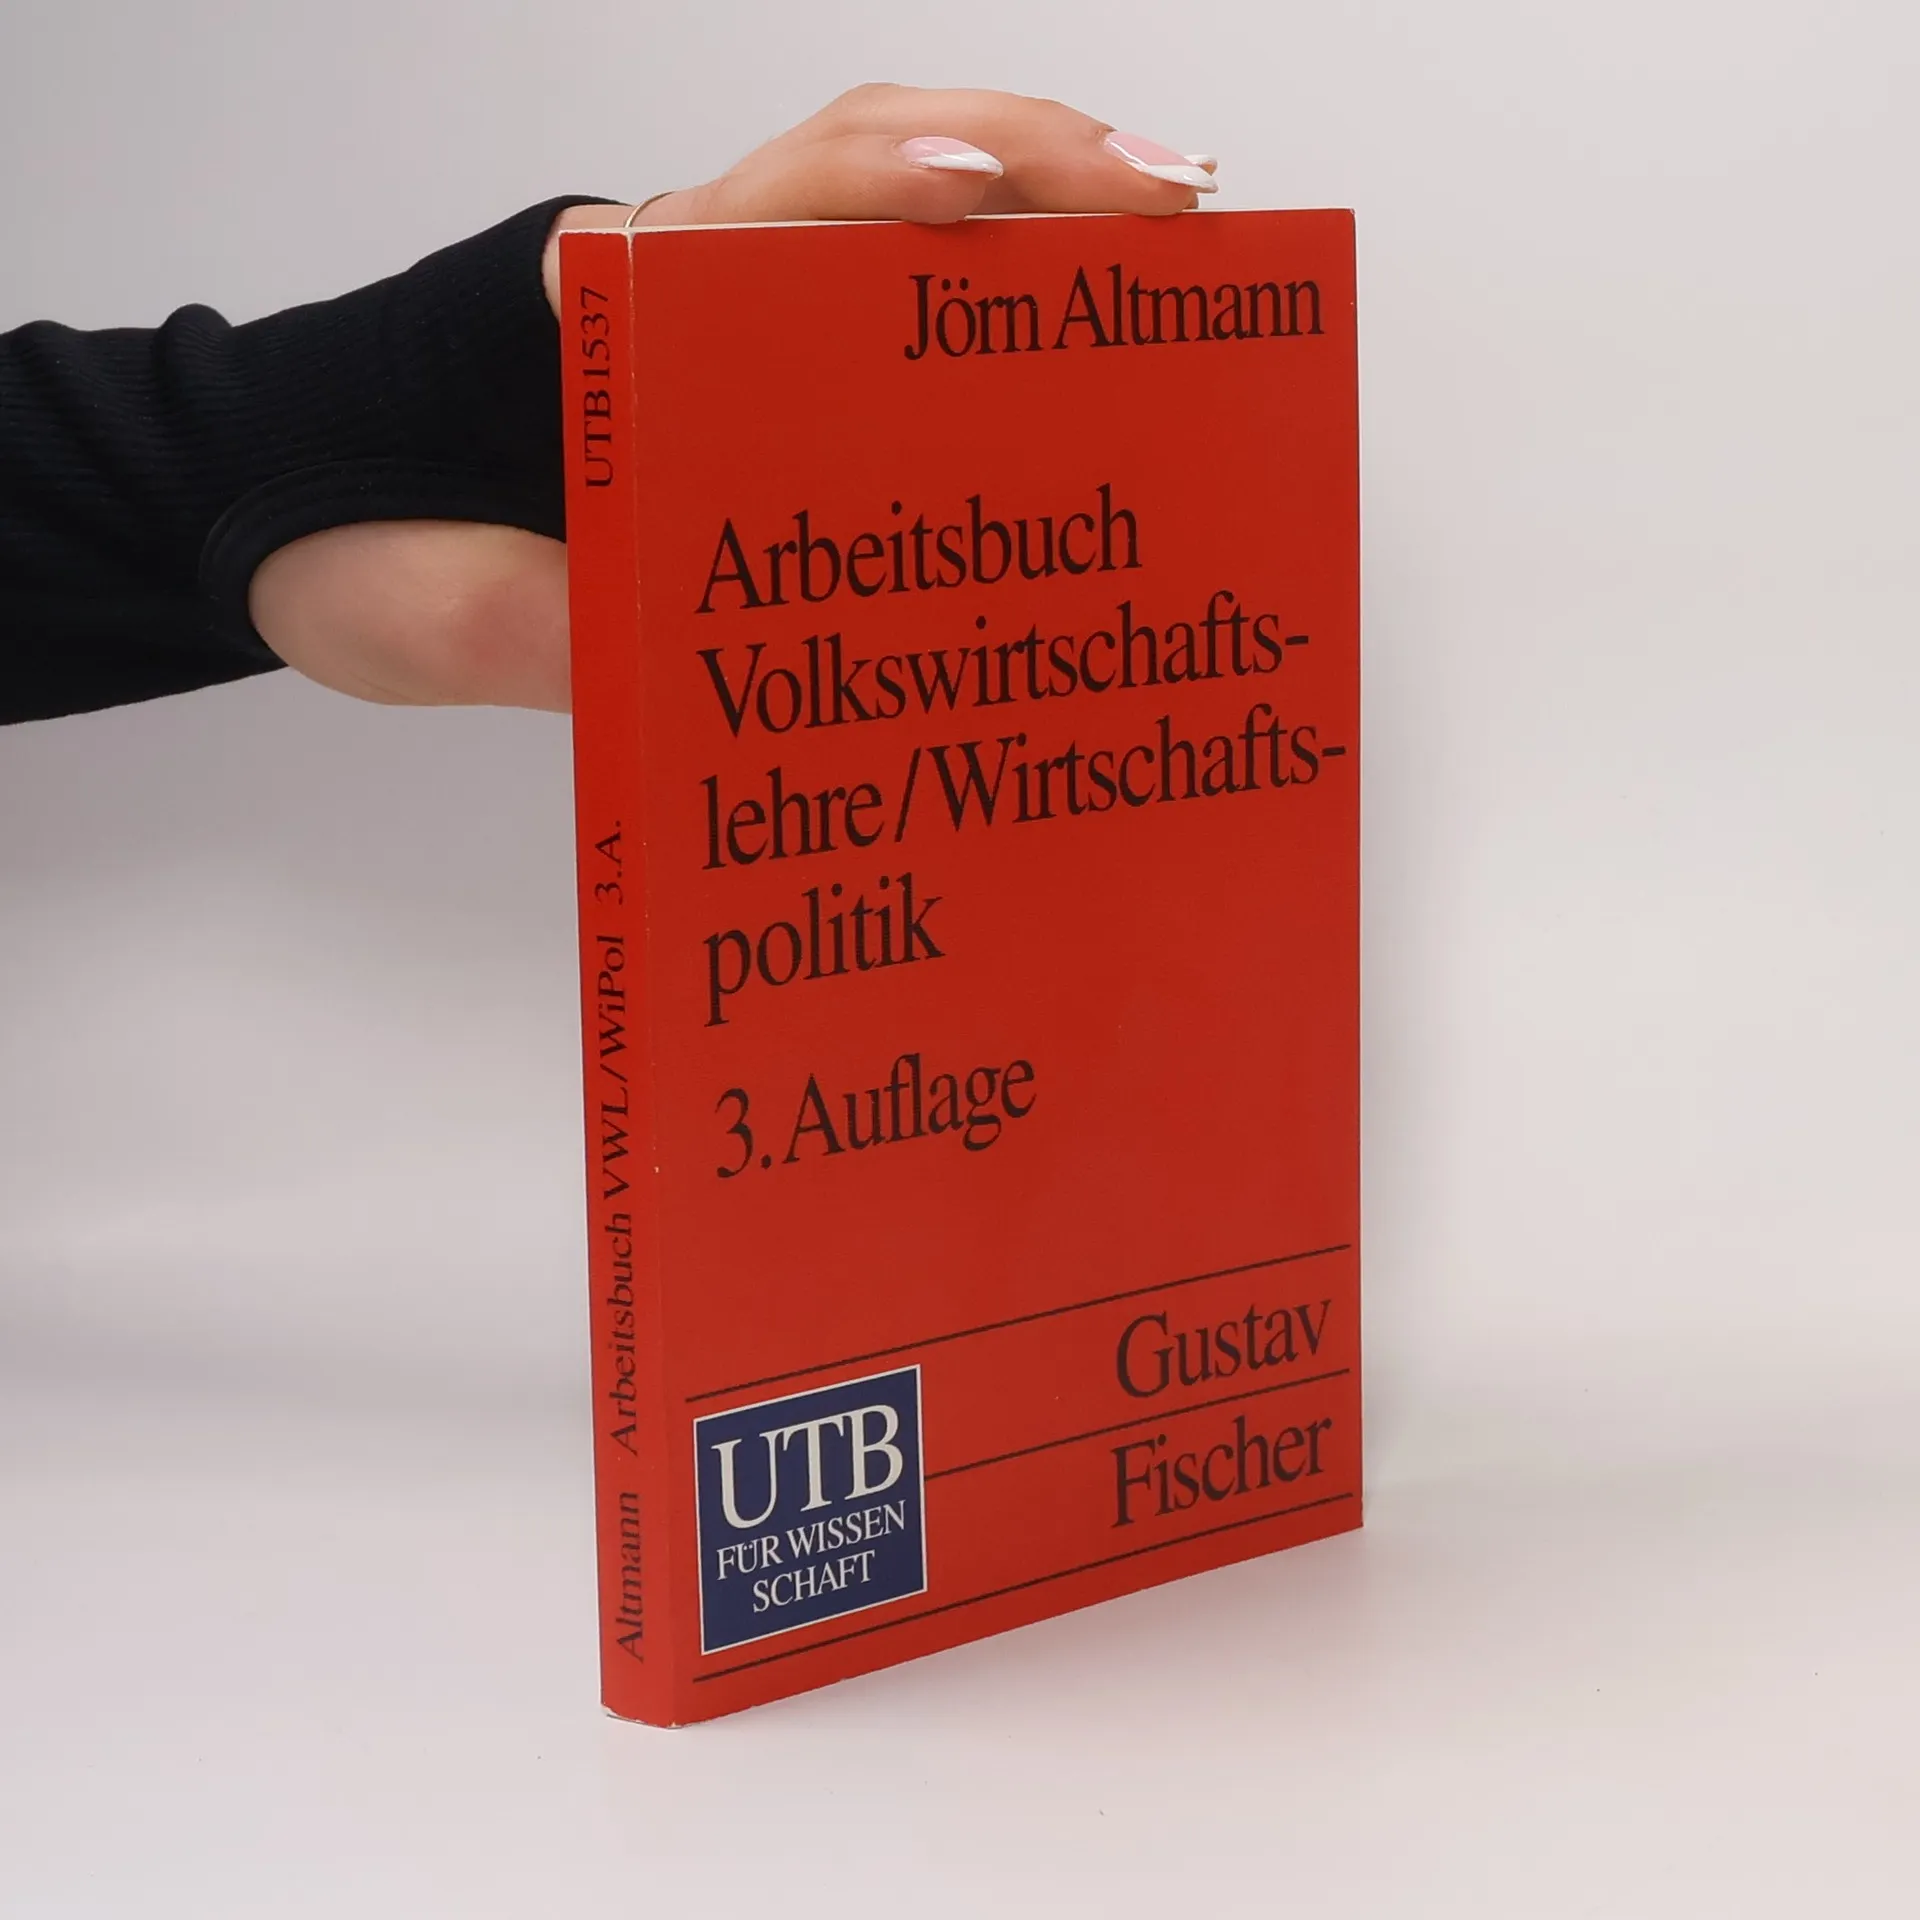 Jörn Altmann
Arbeitsbuch
Volkswirtschafts-
lehre/Wirtschafts-
politik
3. Auflage
Gustav
Fischer
UTB
FÜR WISSEN
SCHAFT
Altmann Arbeitsbuch VWL/WiPol 3.A. UTB 1537